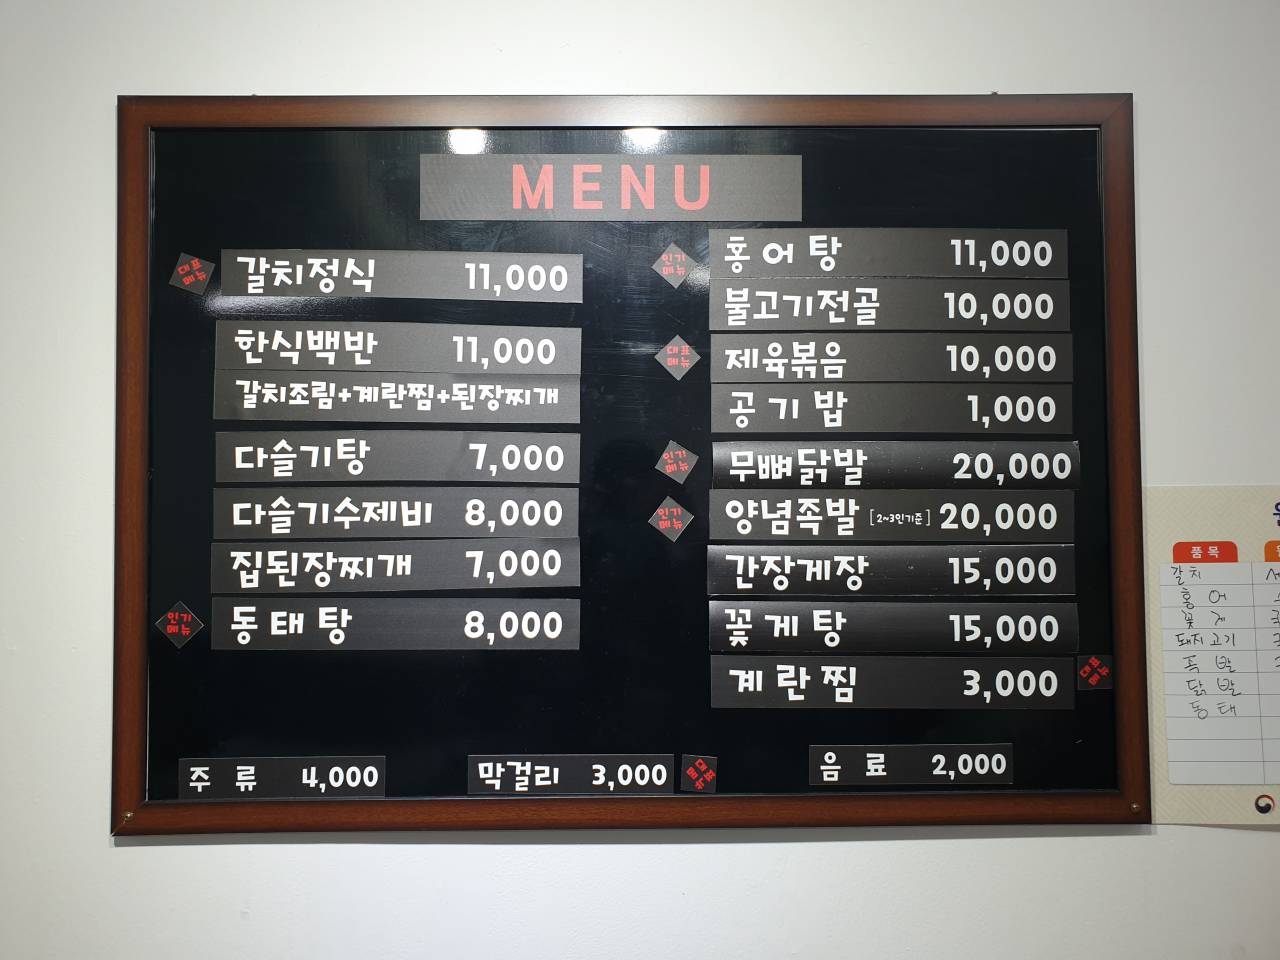 MENU
대표
메뉴
갈치정식 11,000
한식백반 11,000
갈치조림+계란찜+된장찌개
다슬기탕 7,000
다슬기수제비 8,000
집된장찌개 7,000
인기
메뉴
동태탕 8,000
인기
메뉴
홍어탕 11,000
불고기전골 10,000
대표
메뉴
제육볶음 10,000
공기밥 1,000
인기
메뉴
무뼈닭발 20,000
인기
메뉴
양념족발 [2~3인기준] 20,000
간장게장 15,000
꽃게탕 15,000
계란찜 3,000
대표
메뉴
주류 4,000
막걸리 3,000
대표
메뉴
음료 2,000
품목
갈치
홍어
꽃게
돼지고기
족발
닭발
동태